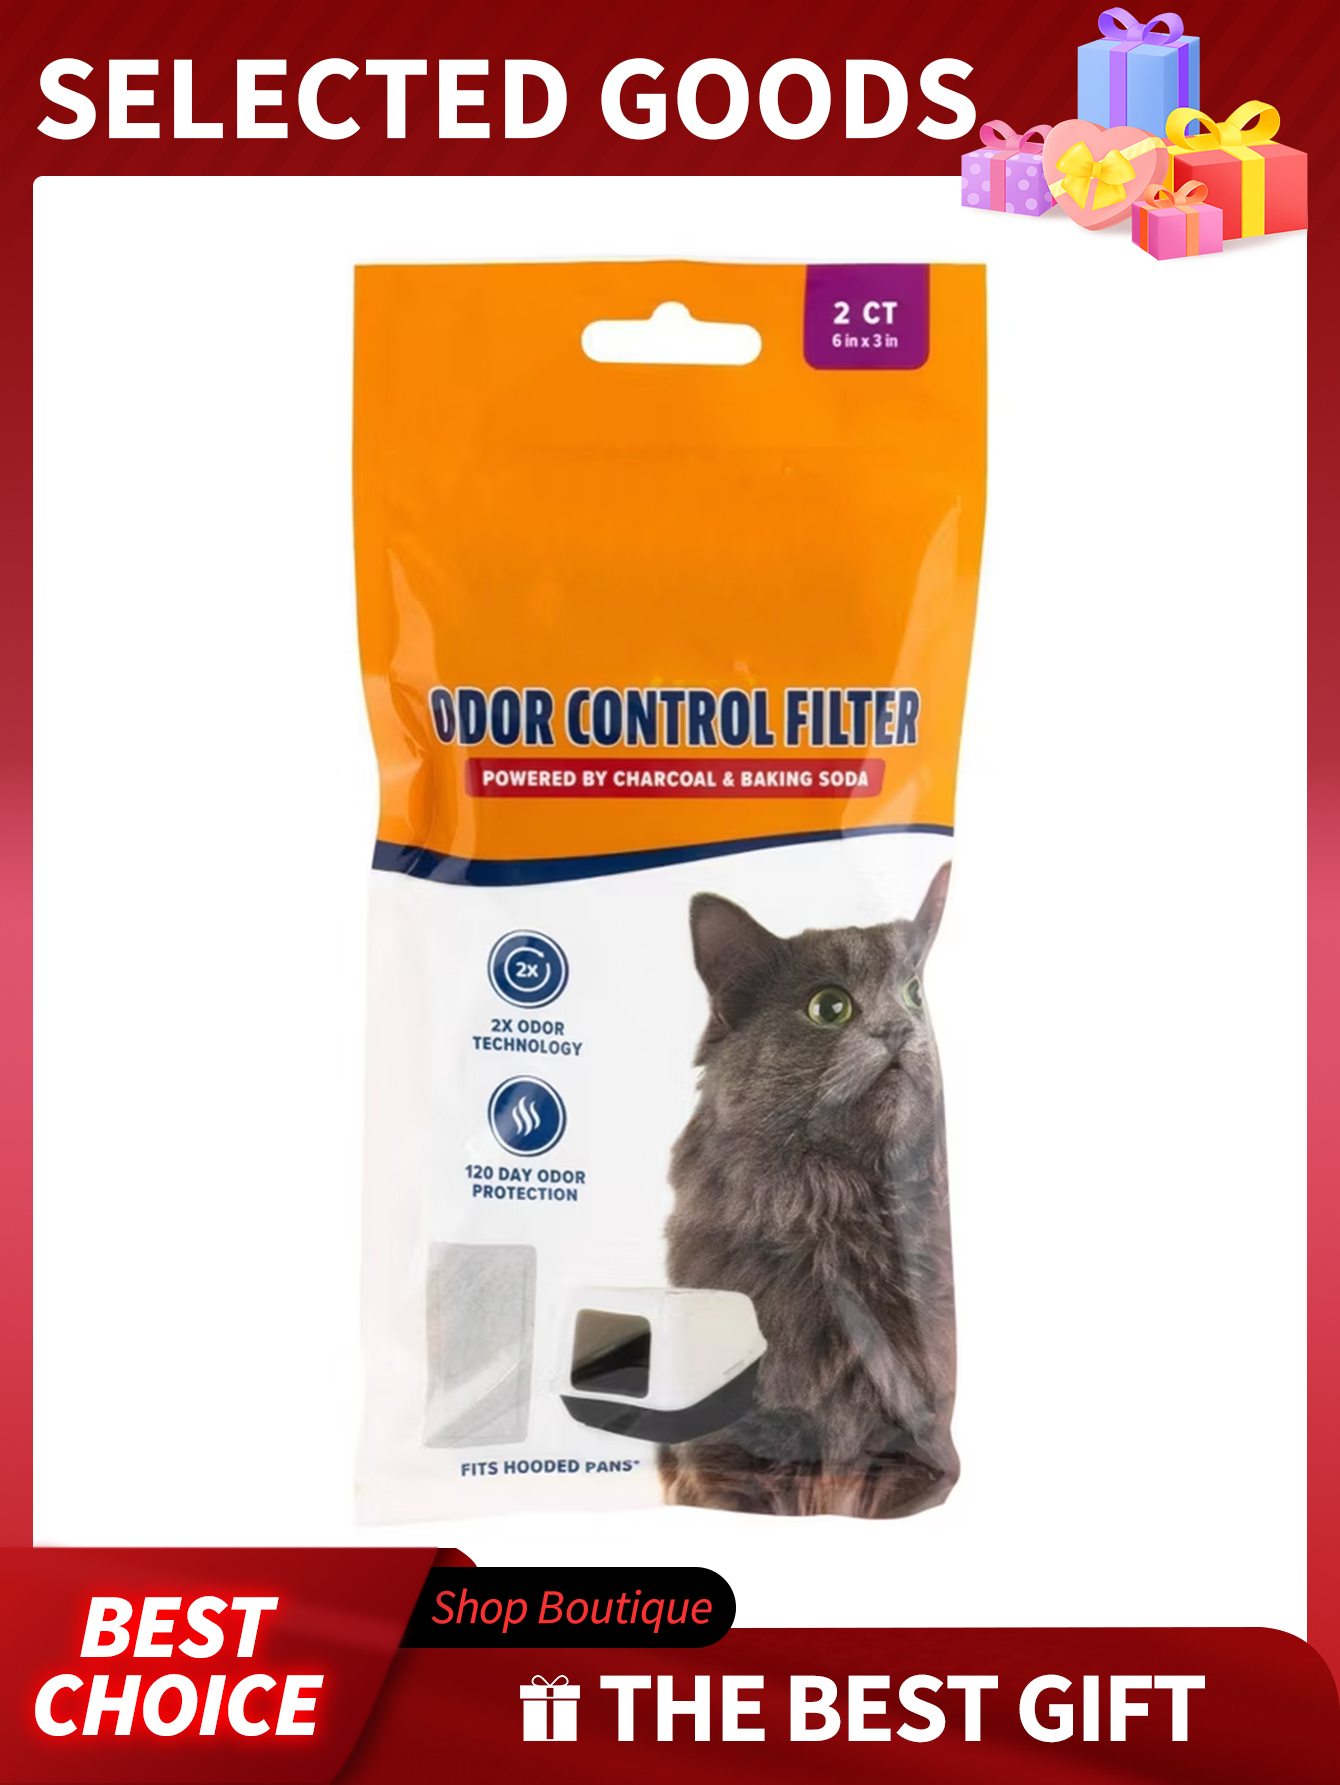 SELECTED GOODS
2 CT
6 in x 3 in
ODOR CONTROL FILTER
POWERED BY CHARCOAL & BAKING SODA
2X
2X ODOR
TECHNOLOGY
120 DAY ODOR
PROTECTION
FITS HOODED PANS*
BEST
CHOICE
Shop Boutique
THE BEST GIFT